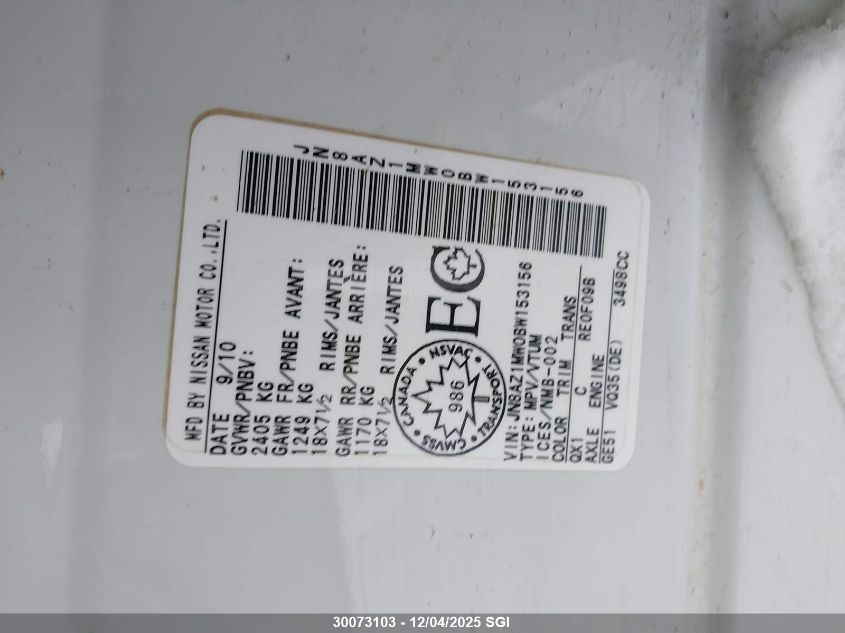 MFD BY NISSAN MOTOR CO.,LTD.
DATE 9/10
GVWR/PNBV:
2405 KG
GAWR FR/PNBE AVANT:
1249 KG
18X7½ RIMS/JANTES
GAWR RR/PNBE ARRIÈRE:
1170 KG
18X7½ RIMS/JANTES
CANADA • NSVAC • TRANSPORT • CMVSS •
986
EC
VIN: JN8AZ1MW0BW153156
TYPE: MPV/VTUM
ICES/NMB-002
COLOR TRIM TRANS
QX1 C RE0F09B
AXLE ENGINE
GE51 VQ35(DE) 3498CC
JN8AZ1MW0BW153156
30073103 - 12/04/2025 SGI